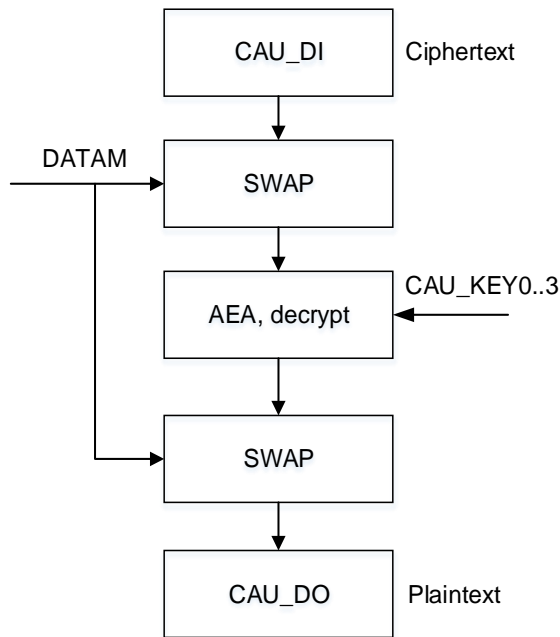 CAU_DI
Ciphertext
DATAM
SWAP
CAU_KEY0..3
AEA, decrypt
SWAP
CAU_DO
Plaintext